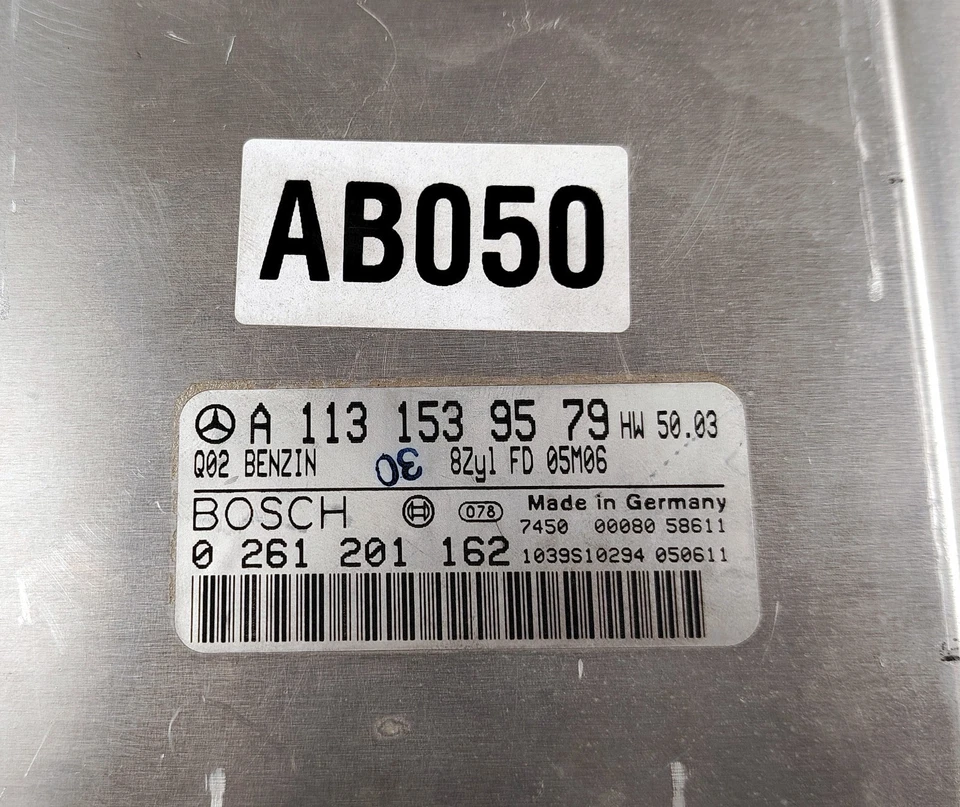 AB050
A 113 153 95 79 HW 50.03
Q02 BENZIN 30 8Zyl FD 05M06
BOSCH 078 Made in Germany
7450 00080 58611
0 261 201 162 1039S10294 050611